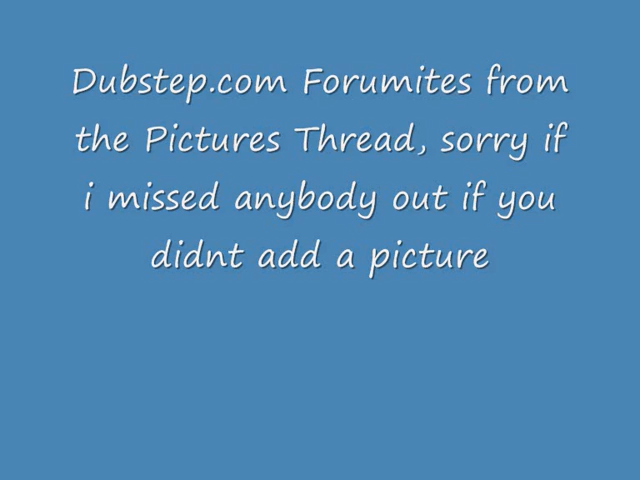 Dubstep.com Forumites from
the Pictures Thread, sorry if
i missed anybody out if you
didnt add a picture